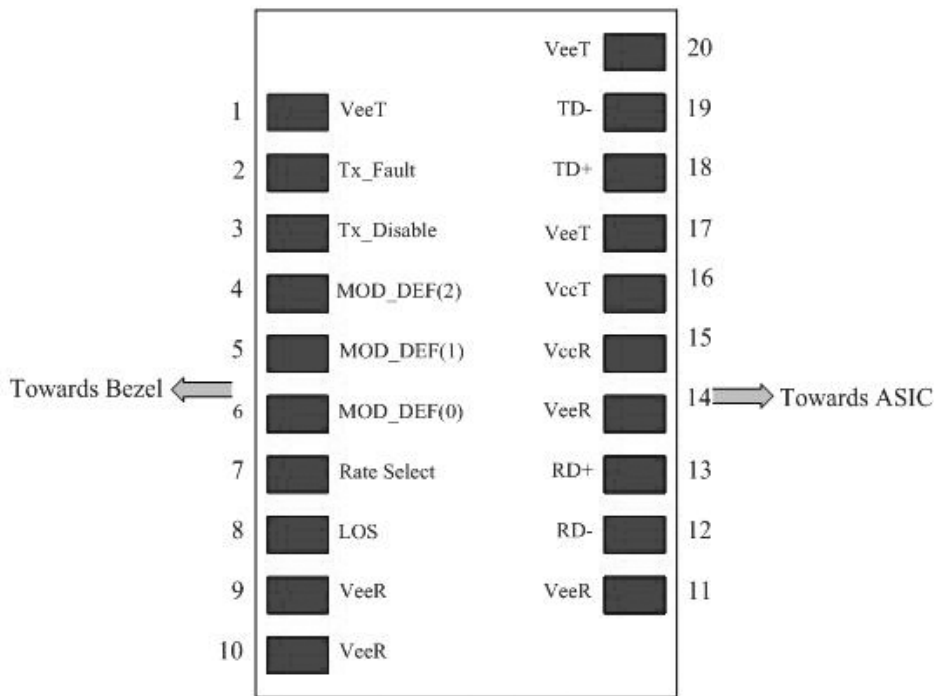 VeeT 20
1 VeeT TD- 19
2 Tx_Fault TD+ 18
3 Tx_Disable VeeT 17
4 MOD_DEF(2) VccT 16
5 MOD_DEF(1) VccR 15
Towards Bezel
6 MOD_DEF(0) VeeR 14
Towards ASIC
7 Rate Select RD+ 13
8 LOS RD- 12
9 VeeR VeeR 11
10 VeeR